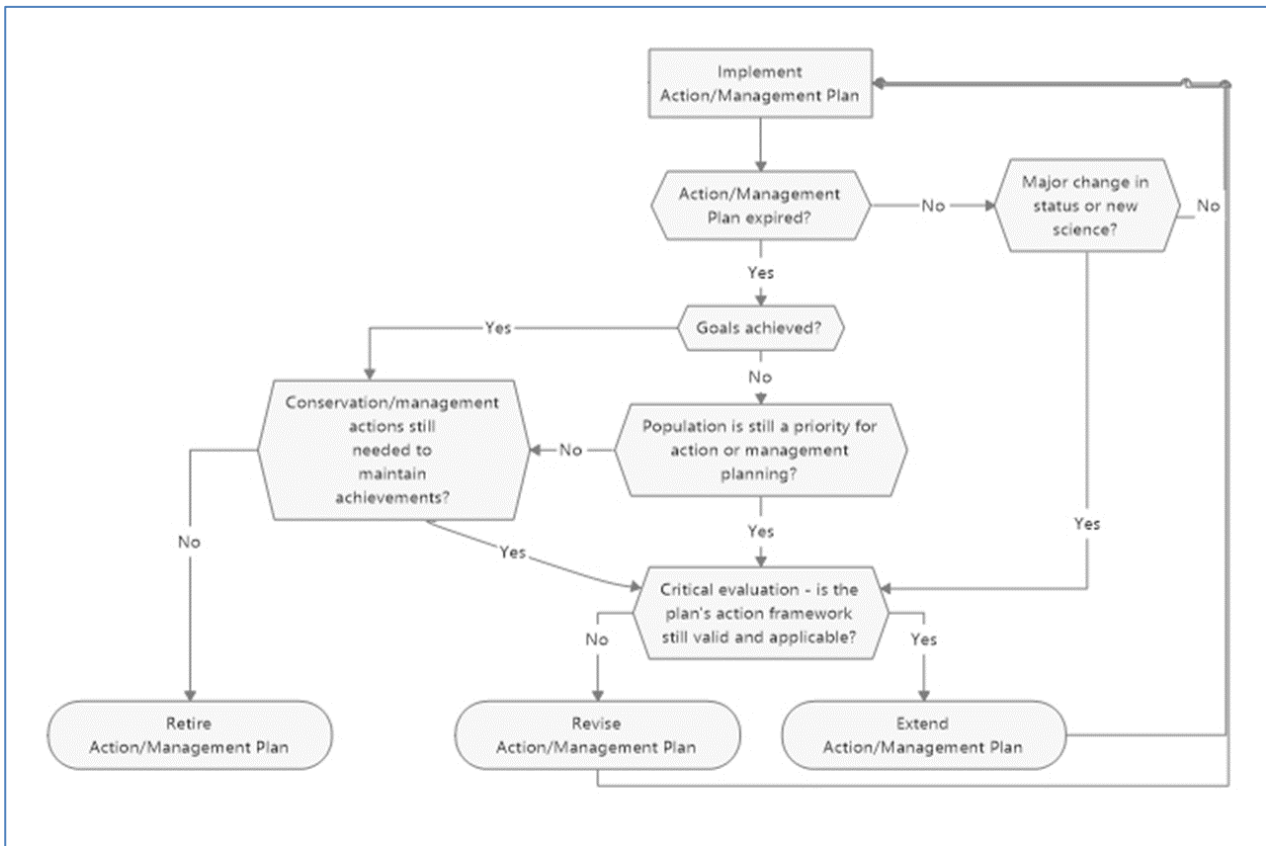 Implement
Action/Management Plan
Action/Management
Plan expired?
No
Major change in
status or new
science?
No
Yes
Goals achieved?
Yes
No
Conservation/management
actions still
needed to
maintain
achievements?
No
Population is still a priority for
action or management
planning?
No
Yes
Yes
Yes
Critical evaluation - is the
plan's action framework
still valid and applicable?
No
Yes
Retire
Action/Management Plan
Revise
Action/Management Plan
Extend
Action/Management Plan